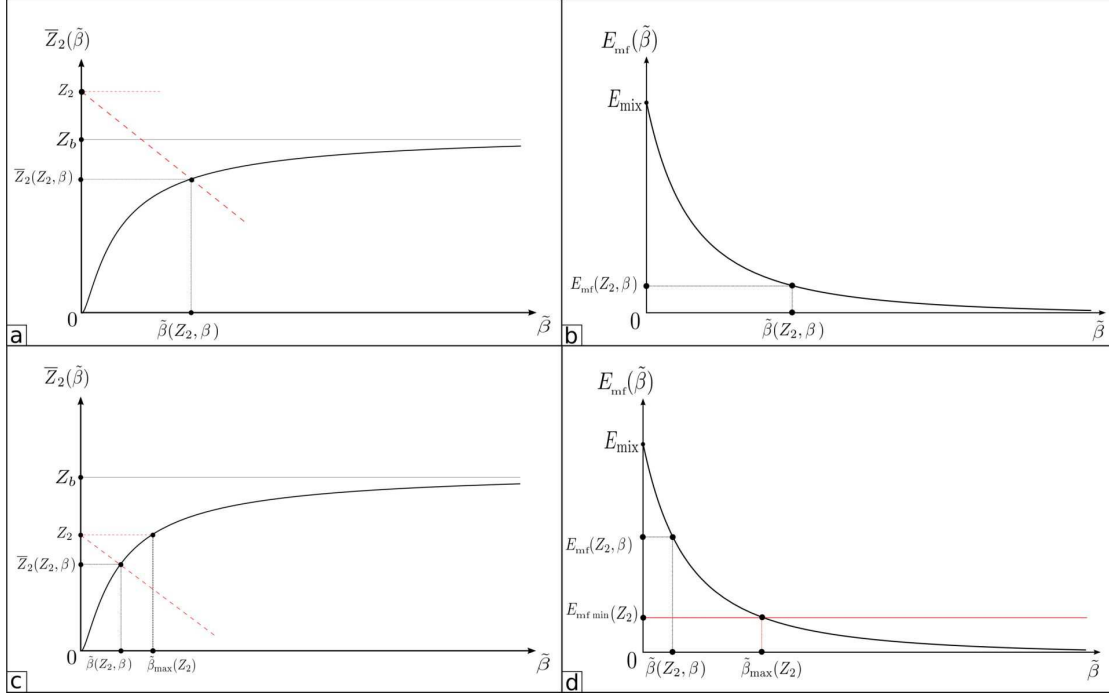 Z̅₂(β̃)
Z₂
Z_b
Z̅₂(Z₂, β)
0
β̃(Z₂, β)
β̃
a
E_mf(β̃)
E_mix
E_mf(Z₂, β)
0
β̃(Z₂, β)
β̃
b
Z̅₂(β̃)
Z_b
Z₂
Z̅₂(Z₂, β)
0
β̃(Z₂, β)
β̃_max(Z₂)
β̃
c
E_mf(β̃)
E_mix
E_mf(Z₂, β)
E_mf min(Z₂)
0
β̃(Z₂, β)
β̃_max(Z₂)
β̃
d